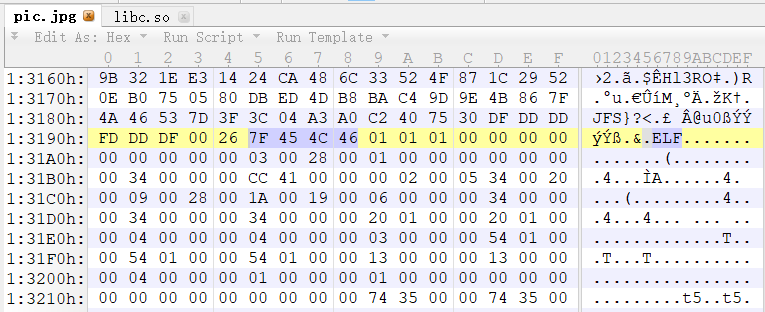 pic.jpg libc.so
Edit As: Hex Run Script Run Template
0 1 2 3 4 5 6 7 8 9 A B C D E F 0123456789ABCDEF
1:3160h: 9B 32 1E E3 14 24 CA 48 6C 33 52 4F 87 1C 29 52 ›2.ã.$ÊHl3RO‡.)R
1:3170h: 0E B0 75 05 80 DB ED 4D B8 BA C4 9D 9E 4B 86 7F .°u.€ÛíM¸ºÄ.žK†.
1:3180h: 4A 46 53 7D 3F 3C 04 A3 A0 C2 40 75 30 DF DD DD JFS}?<.£ Â@u0ßÝÝ
1:3190h: FD DD DF 00 26 7F 45 4C 46 01 01 01 00 00 00 00 ýÝß.&.ELF.......
1:31A0h: 00 00 00 00 00 03 00 28 00 01 00 00 00 00 00 00 .......(........
1:31B0h: 00 34 00 00 00 CC 41 00 00 00 02 00 05 34 00 20 .4...ÌA......4. 
1:31C0h: 00 09 00 28 00 1A 00 19 00 06 00 00 00 34 00 00 ...(.........4..
1:31D0h: 00 34 00 00 00 34 00 00 00 20 01 00 00 20 01 00 .4...4... ... ..
1:31E0h: 00 04 00 00 00 04 00 00 00 03 00 00 00 54 01 00 .............T..
1:31F0h: 00 54 01 00 00 54 01 00 00 13 00 00 00 13 00 00 .T...T..........
1:3200h: 00 04 00 00 00 01 00 00 00 01 00 00 00 00 00 00 ................
1:3210h: 00 00 00 00 00 00 00 00 00 74 35 00 00 74 35 00 .........t5..t5.